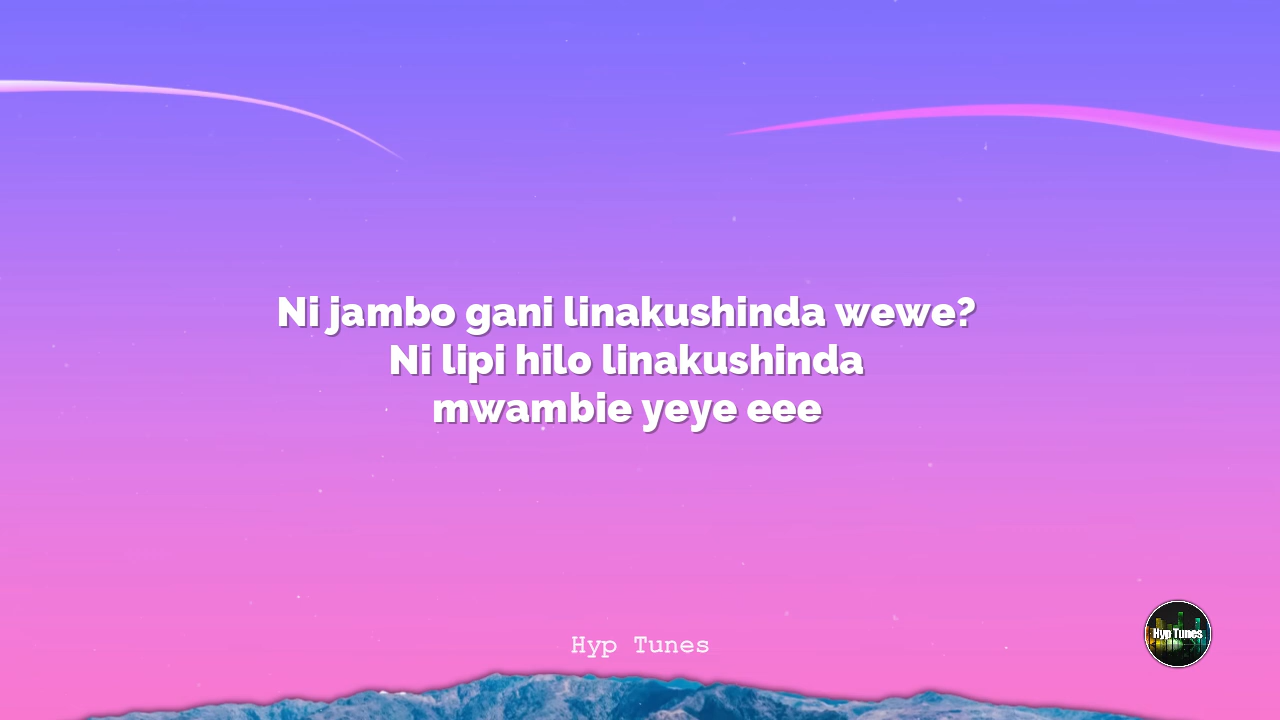 Ni jambo gani linakushinda wewe?
Ni lipi hilo linakushinda
mwambie yeye eee
Hyp Tunes
Hyp Tunes